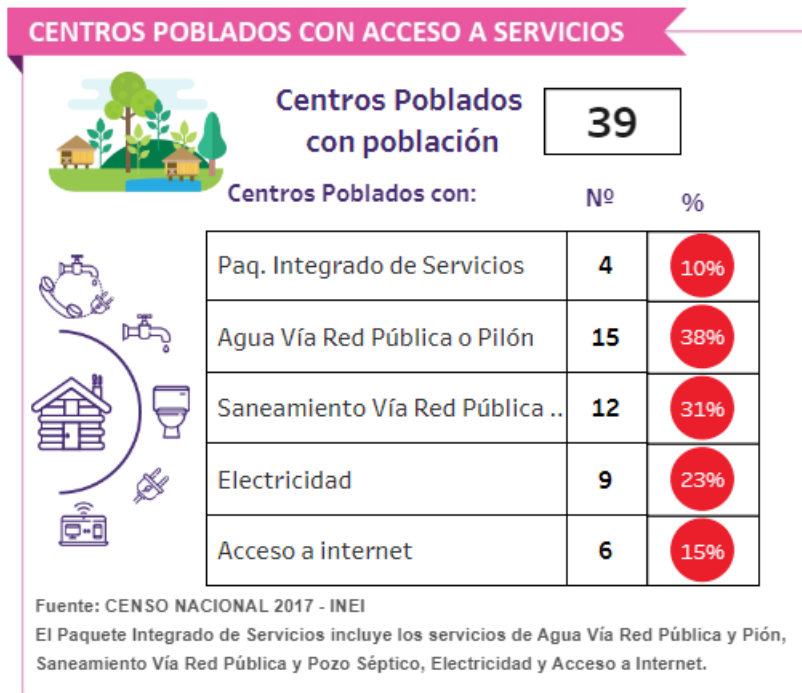 CENTROS POBLADOS CON ACCESO A SERVICIOS
Centros Poblados
con población
39
Centros Poblados con:
Nº
%
Paq. Integrado de Servicios 4 10%
Agua Vía Red Pública o Pilón 15 38%
Saneamiento Vía Red Pública .. 12 31%
Electricidad 9 23%
Acceso a internet 6 15%
Fuente: CENSO NACIONAL 2017 - INEI
El Paquete Integrado de Servicios incluye los servicios de Agua Vía Red Pública y Pión,
Saneamiento Vía Red Pública y Pozo Séptico, Electricidad y Acceso a Internet.